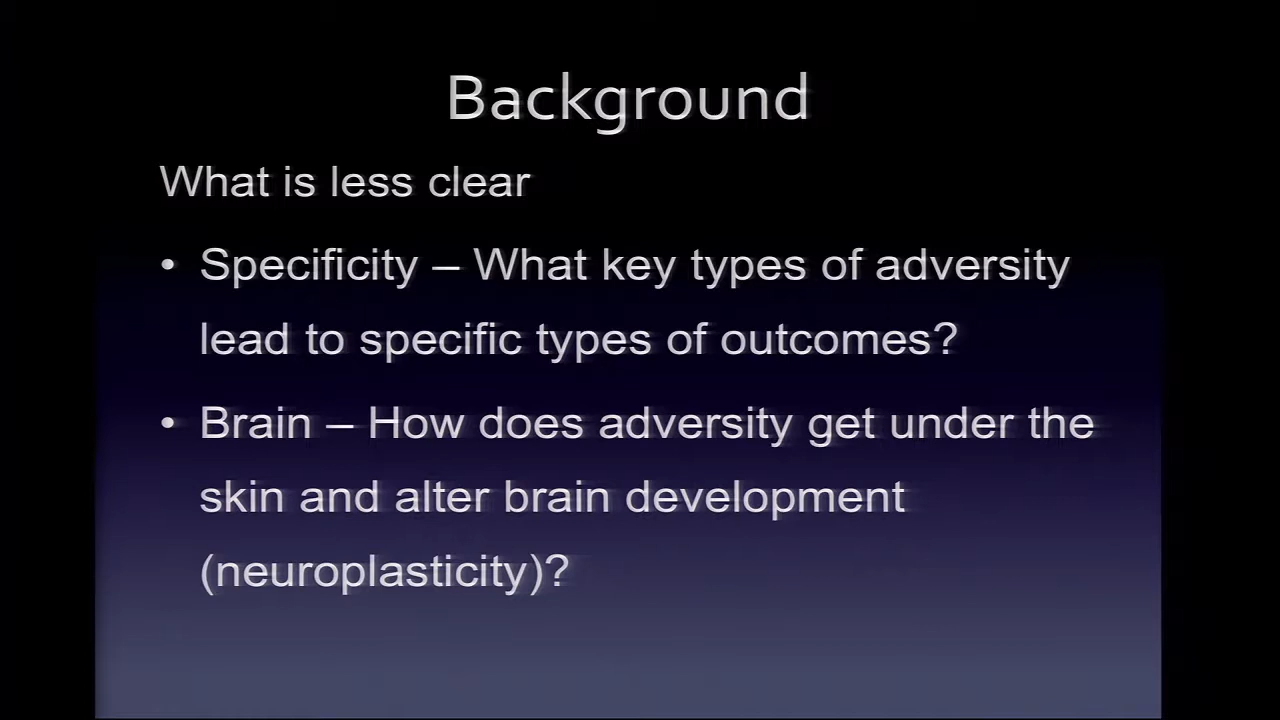 Background
What is less clear
• Specificity – What key types of adversity
lead to specific types of outcomes?
• Brain – How does adversity get under the
skin and alter brain development
(neuroplasticity)?